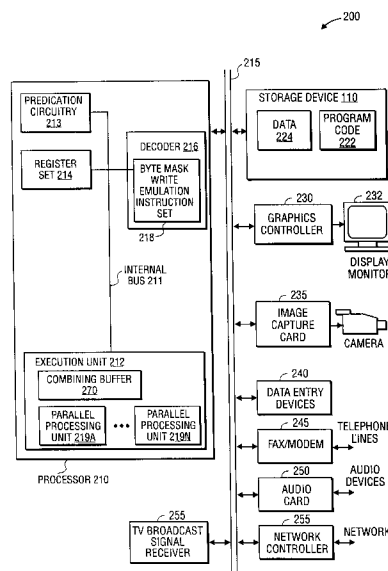 200
215
PREDICATION
CIRCUITRY
213
REGISTER
SET 214
DECODER 216
BYTE MASK
WRITE
EMULATION
INSTRUCTION
SET
218
INTERNAL
BUS 211
EXECUTION UNIT 212
COMBINING BUFFER
270
PARALLEL
PROCESSING
UNIT 219A
PARALLEL
PROCESSING
UNIT 219N
PROCESSOR 210
STORAGE DEVICE 110
DATA
224
PROGRAM
CODE
222
230
GRAPHICS
CONTROLLER
232
DISPLAY
MONITO
235
IMAGE
CAPTURE
CARD
CAMERA
240
DATA ENTRY
DEVICES
245
FAX/MODEM
TELEPHON
LINES
250
AUDIO
CARD
AUDIO
DEVICES
255
TV BROADCAST
SIGNAL
RECEIVER
255
NETWORK
CONTROLLER
NETWORK